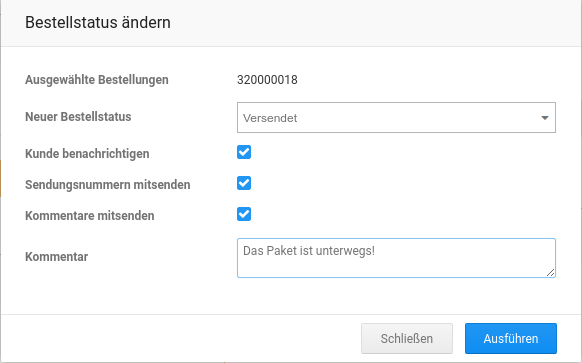 Bestellstatus ändern
Ausgewählte Bestellungen 320000018
Neuer Bestellstatus Versendet
Kunde benachrichtigen
Sendungsnummern mitsenden
Kommentare mitsenden
Kommentar Das Paket ist unterwegs!
Schließen Ausführen